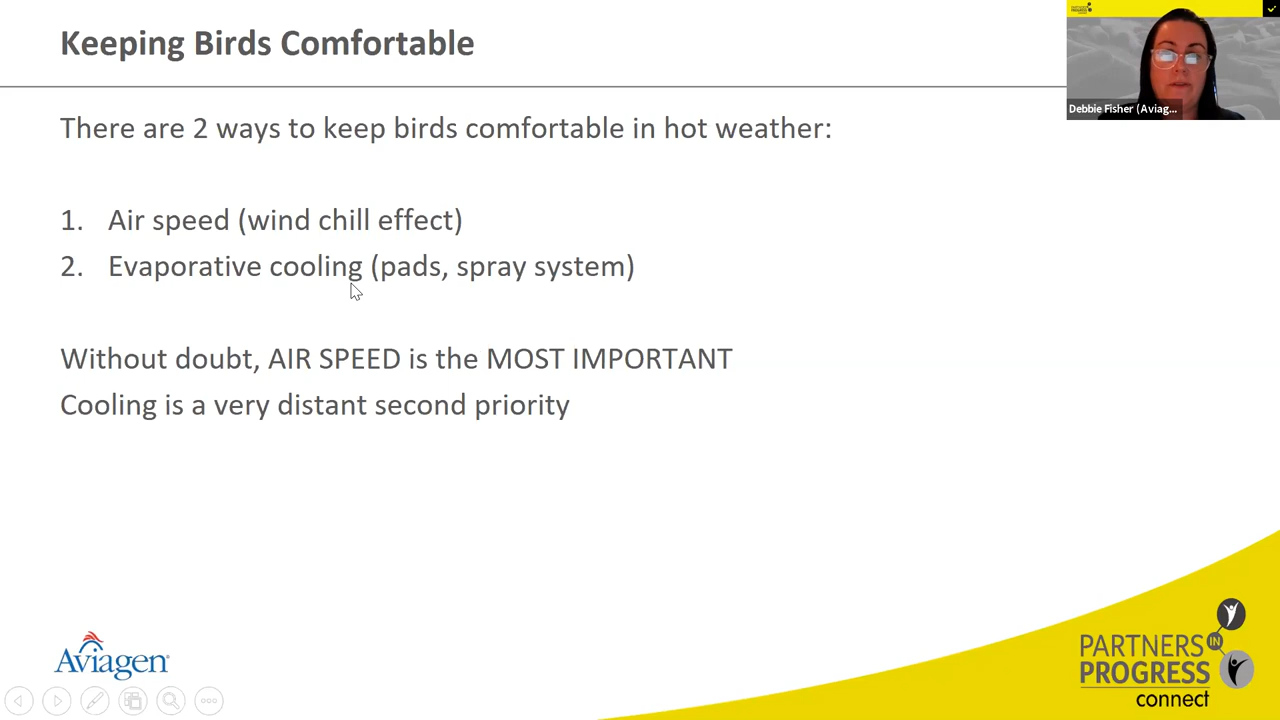 Keeping Birds Comfortable
Debbie Fisher (Aviag...
There are 2 ways to keep birds comfortable in hot weather:
1. Air speed (wind chill effect)
2. Evaporative cooling (pads, spray system)
Without doubt, AIR SPEED is the MOST IMPORTANT
Cooling is a very distant second priority
Aviagen
PARTNERS IN
PROGRESS
connect